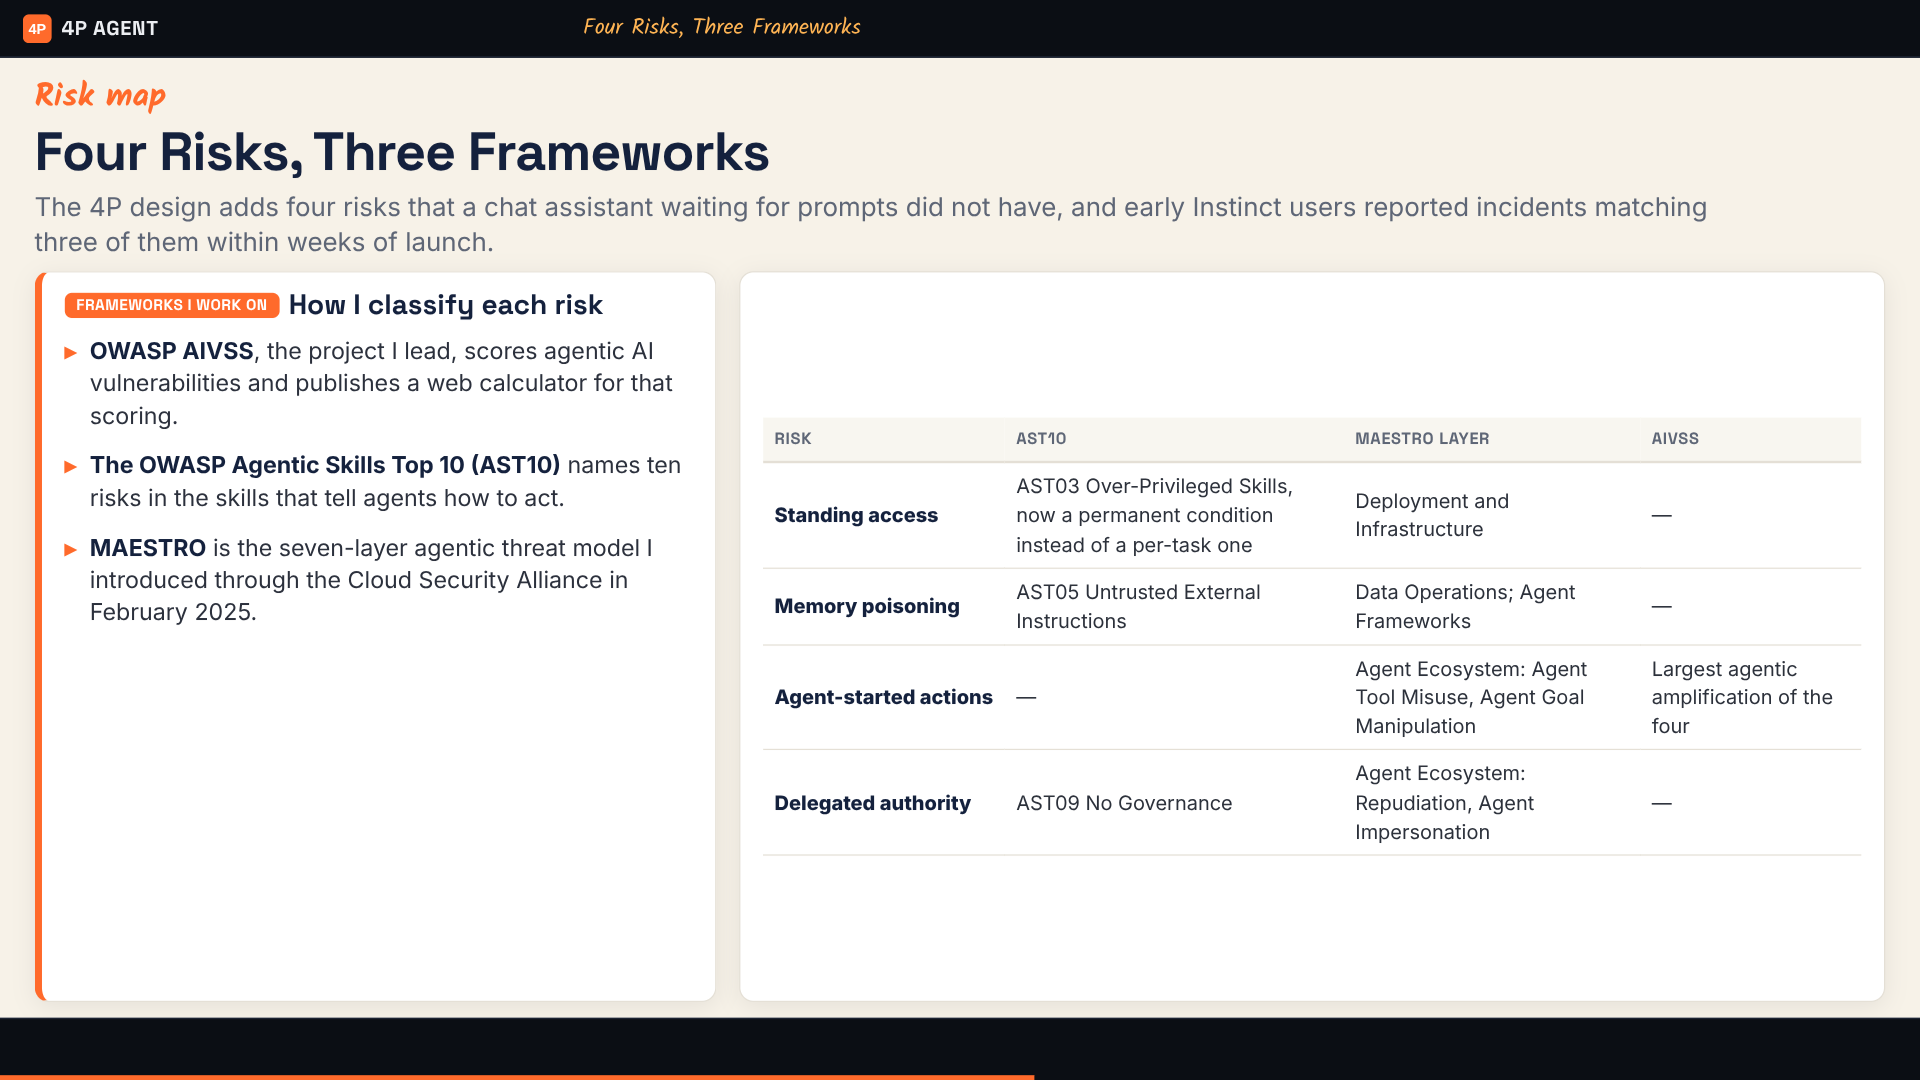 4P 4P AGENT
Four Risks, Three Frameworks
Risk map
Four Risks, Three Frameworks
The 4P design adds four risks that a chat assistant waiting for prompts did not have, and early Instinct users reported incidents matching
three of them within weeks of launch.
FRAMEWORKS I WORK ON How I classify each risk
► OWASP AIVSS, the project I lead, scores agentic AI
vulnerabilities and publishes a web calculator for that
scoring.
► The OWASP Agentic Skills Top 10 (AST10) names ten
risks in the skills that tell agents how to act.
► MAESTRO is the seven-layer agentic threat model I
introduced through the Cloud Security Alliance in
February 2025.
RISK AST10 MAESTRO LAYER AIVSS
Standing access
AST03 Over-Privileged Skills,
now a permanent condition
instead of a per-task one
Deployment and
Infrastructure
—
Memory poisoning
AST05 Untrusted External
Instructions
Data Operations; Agent
Frameworks
—
Agent-started actions
—
Agent Ecosystem: Agent
Tool Misuse, Agent Goal
Manipulation
Largest agentic
amplification of the
four
Delegated authority
AST09 No Governance
Agent Ecosystem:
Repudiation, Agent
Impersonation
—